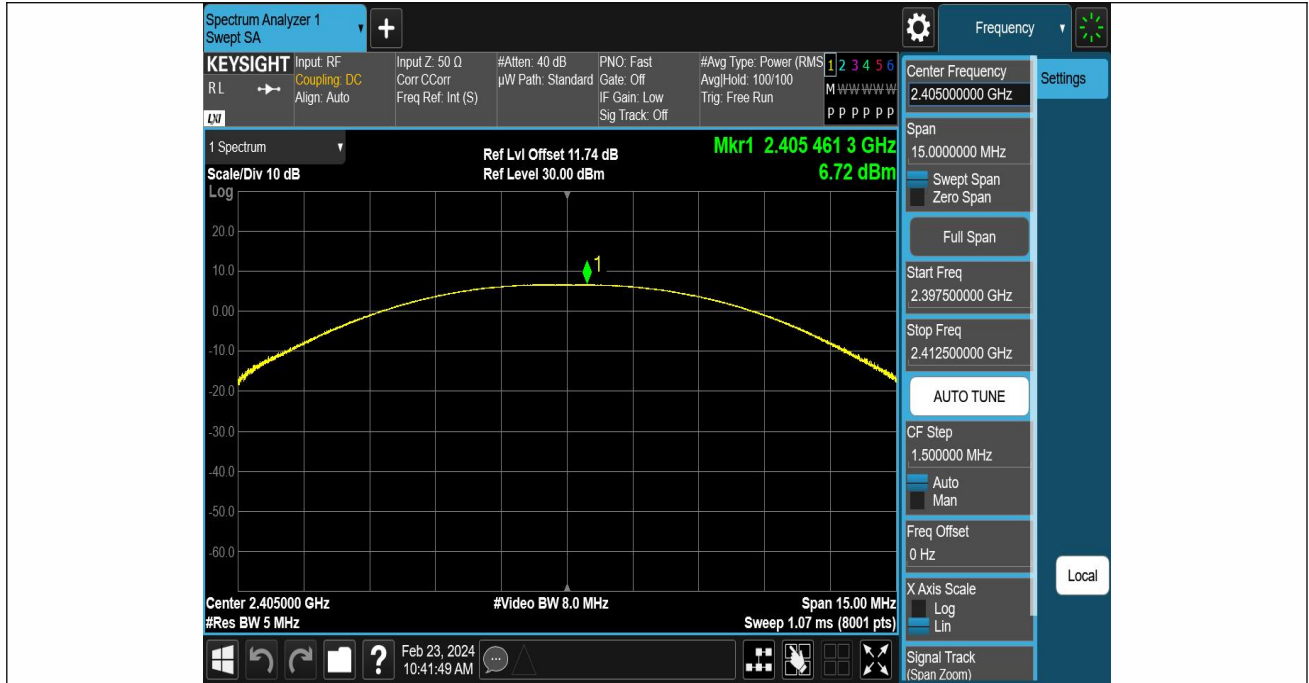 Spectrum Analyzer 1
Swept SA
+
Frequency
KEYSIGHT
RL
LXI
Input: RF
Coupling: DC
Align: Auto
Input Z: 50 Ω
Corr CCorr
Freq Ref: Int (S)
#Atten: 40 dB
µW Path: Standard
PNO: Fast
Gate: Off
IF Gain: Low
Sig Track: Off
#Avg Type: Power (RMS
Avg|Hold: 100/100
Trig: Free Run
1 2 3 4 5 6
M W W W W W
P P P P P P
1 Spectrum
Scale/Div 10 dB
Ref Lvl Offset 11.74 dB
Ref Level 30.00 dBm
Mkr1 2.405 461 3 GHz
6.72 dBm
Log
20.0
10.0
0.00
-10.0
-20.0
-30.0
-40.0
-50.0
-60.0
1
Center 2.405000 GHz
#Res BW 5 MHz
#Video BW 8.0 MHz
Span 15.00 MHz
Sweep 1.07 ms (8001 pts)
Center Frequency
2.405000000 GHz
Settings
Span
15.0000000 MHz
Swept Span
Zero Span
Full Span
Start Freq
2.397500000 GHz
Stop Freq
2.412500000 GHz
AUTO TUNE
CF Step
1.500000 MHz
Auto
Man
Freq Offset
0 Hz
X Axis Scale
Log
Lin
Local
Signal Track
(Span Zoom)
?
Feb 23, 2024
10:41:49 AM